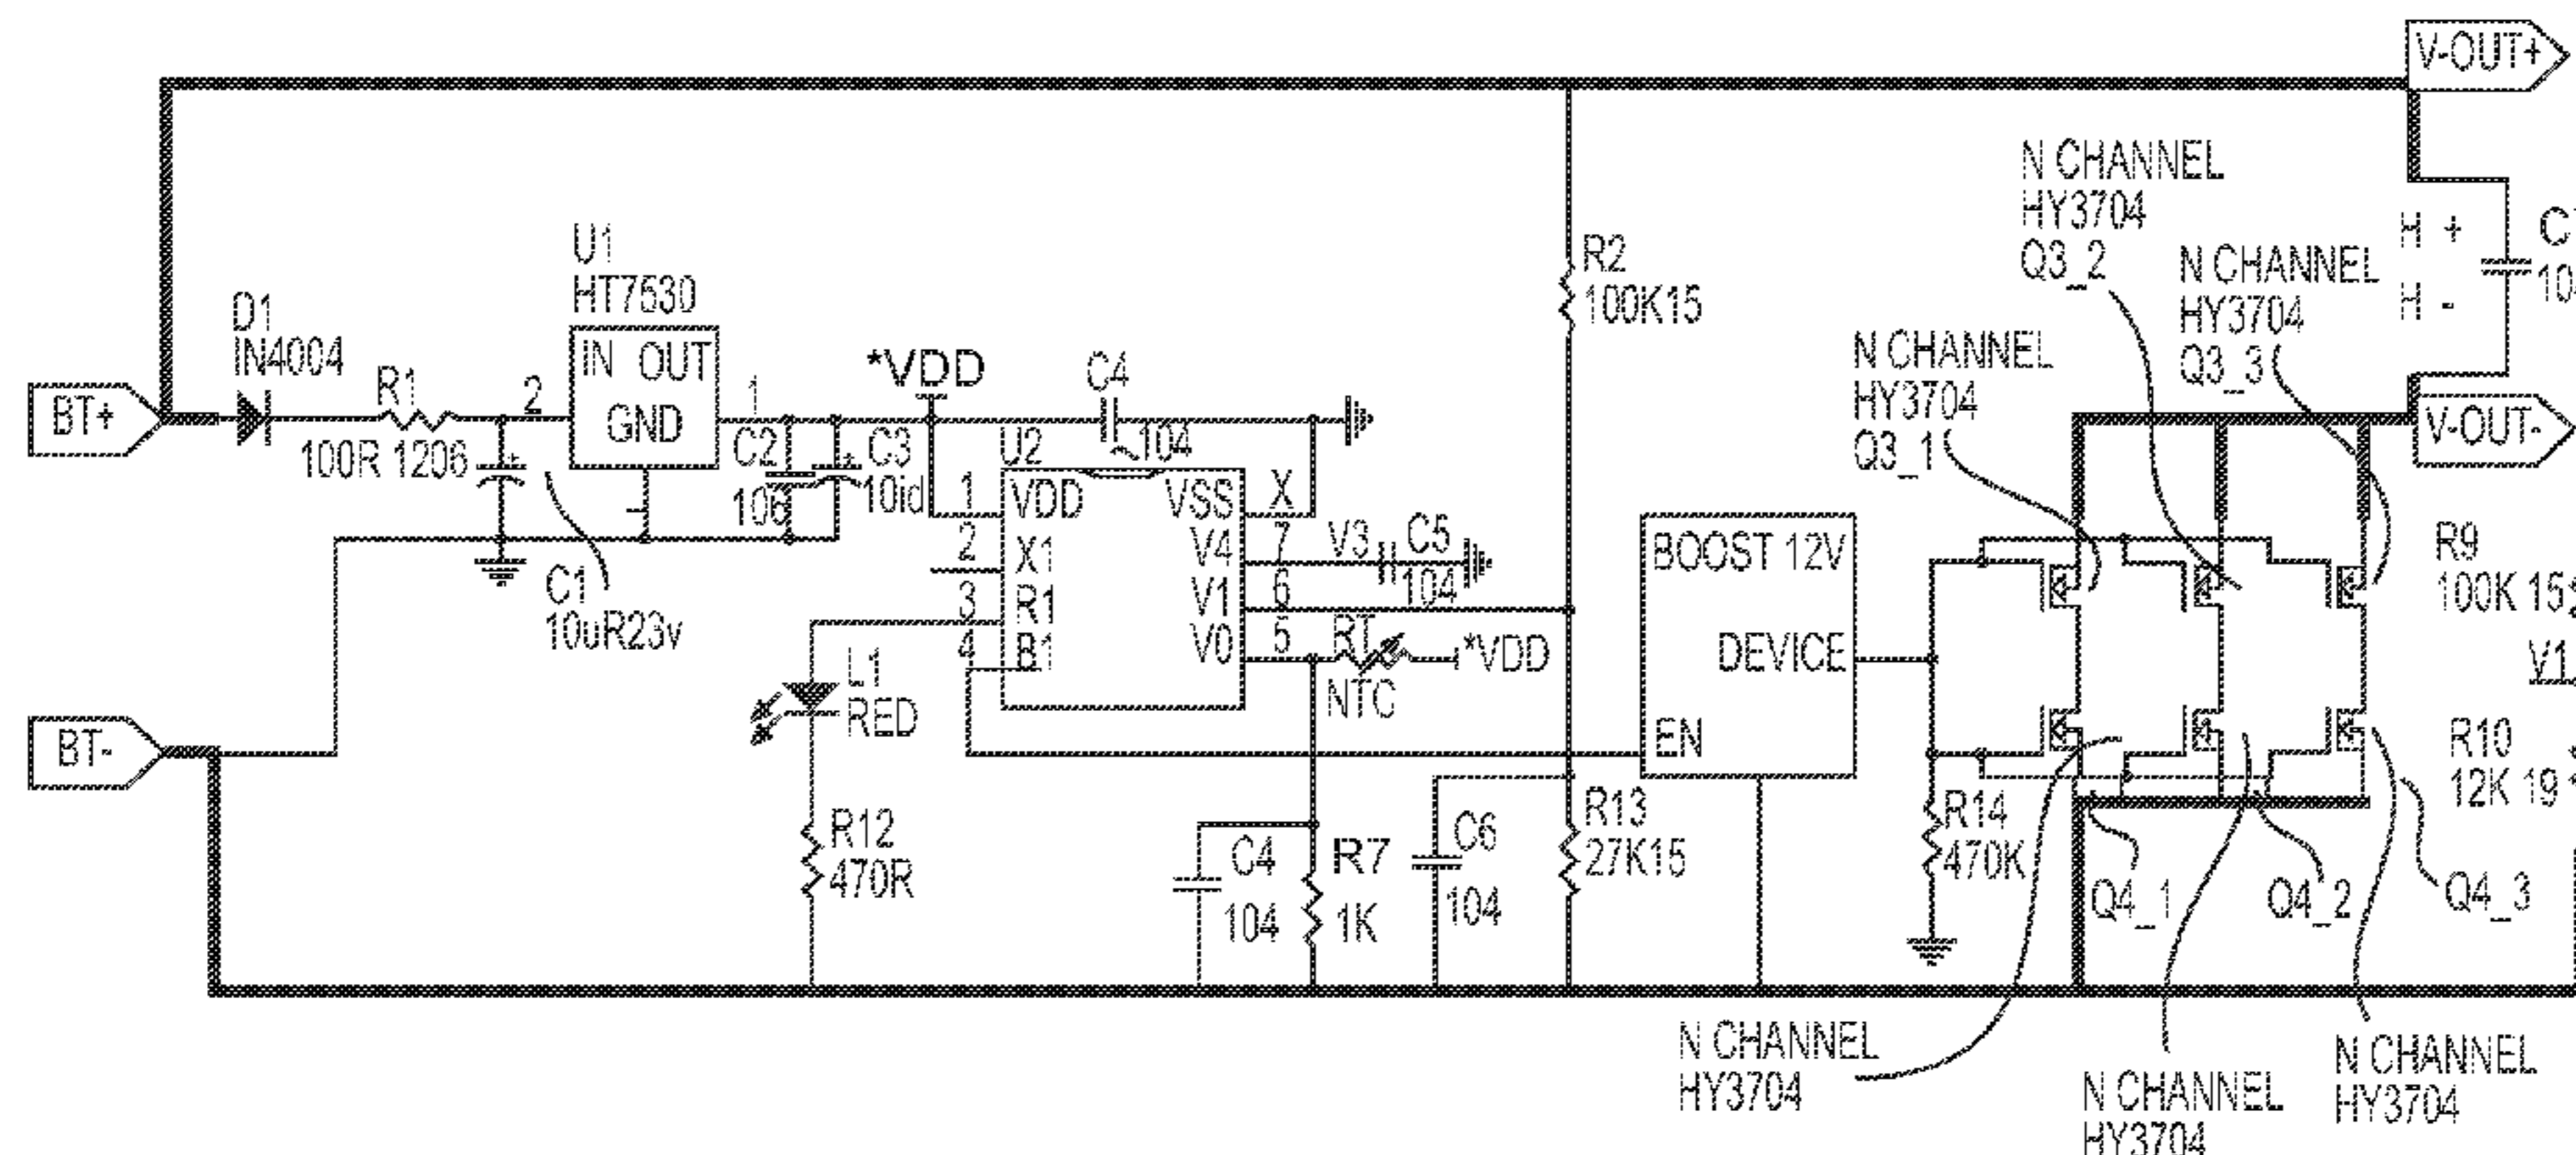 V-OUT+
N CHANNEL
HY3704
Q3_2
N CHANNEL
HY3704
Q3_3
H +
H -
U1
HT7530
IN OUT
GND
R2
100K15
D1
IN4004
R1
100R 1206
2
1
*VDD
C4
104
N CHANNEL
HY3704
Q3_1
BT+
V-OUT-
C2
106
C3
10id
U2
1
2
3
4
VDD
X1
R1
B1
VSS
V4
V1
V0
X
7
6
5
V3
C5
104
RT
NTC
*VDD
C1
10uR23v
BOOST 12V
DEVICE
EN
R9
100K 15
V1
L1
RED
BT-
R10
12K 19
R12
470R
C4
104
R7
1K
C6
104
R13
27K15
R14
470K
Q4_1
Q4_2
Q4_3
N CHANNEL
HY3704
N CHANNEL
HY3704
N CHANNEL
HY3704